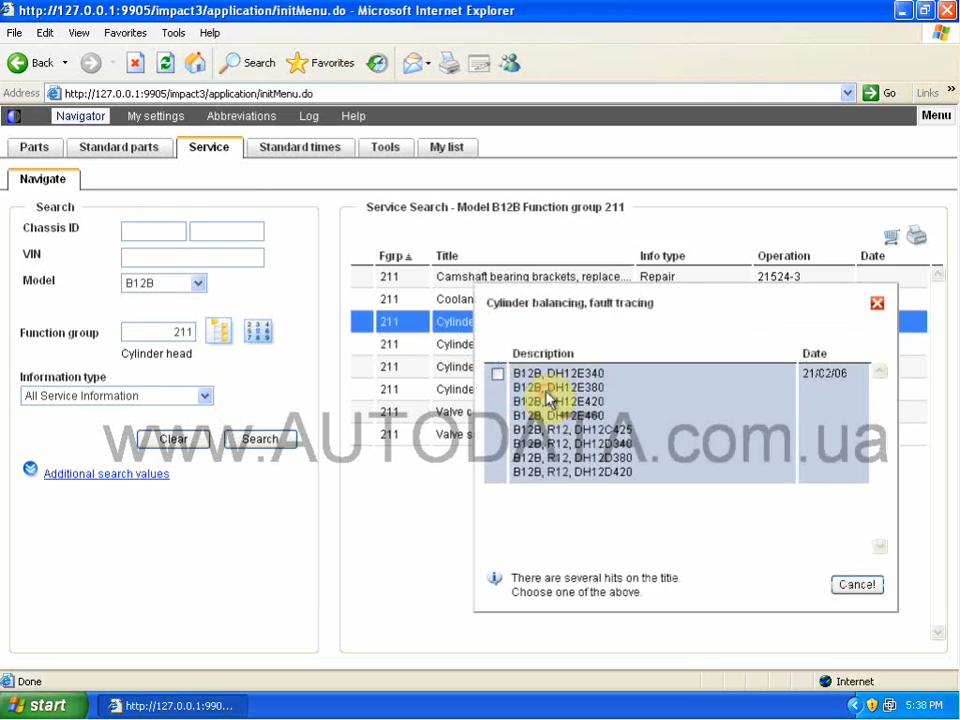 http://127.0.0.1:9905/impact3/application/initMenu.do - Microsoft Internet Explorer
File Edit View Favorites Tools Help
Back Search Favorites
Address http://127.0.0.1:9905/impact3/application/initMenu.do Go Links »
Navigator My settings Abbreviations Log Help Menu
Parts Standard parts Service Standard times Tools My list
Navigate
Search
Chassis ID
VIN
Model B12B
Function group 211
Cylinder head
Information type
All Service Information
Clear Search
Additional search values
Service Search - Model B12B Function group 211
Fgrp Title Info type Operation Date
211 Camshaft bearing brackets, replace.... Repair 21524-3
211 Coolan
211 Cylinde
211 Cylinde
211 Cylinde
211 Cylinde
211 Valve c
211 Valve s
Cylinder balancing, fault tracing
Description Date
B12B, DH12E340 21/02/06
B12B, DH12E380
B12B, DH12E420
B12B, DH12E460
B12B, R12, DH12C425
B12B, R12, DH12D340
B12B, R12, DH12D380
B12B, R12, DH12D420
There are several hits on the title.
Choose one of the above.
Cancel
www.AUTODATA.com.ua
Done Internet
start http://127.0.0.1:990... 5:38 PM